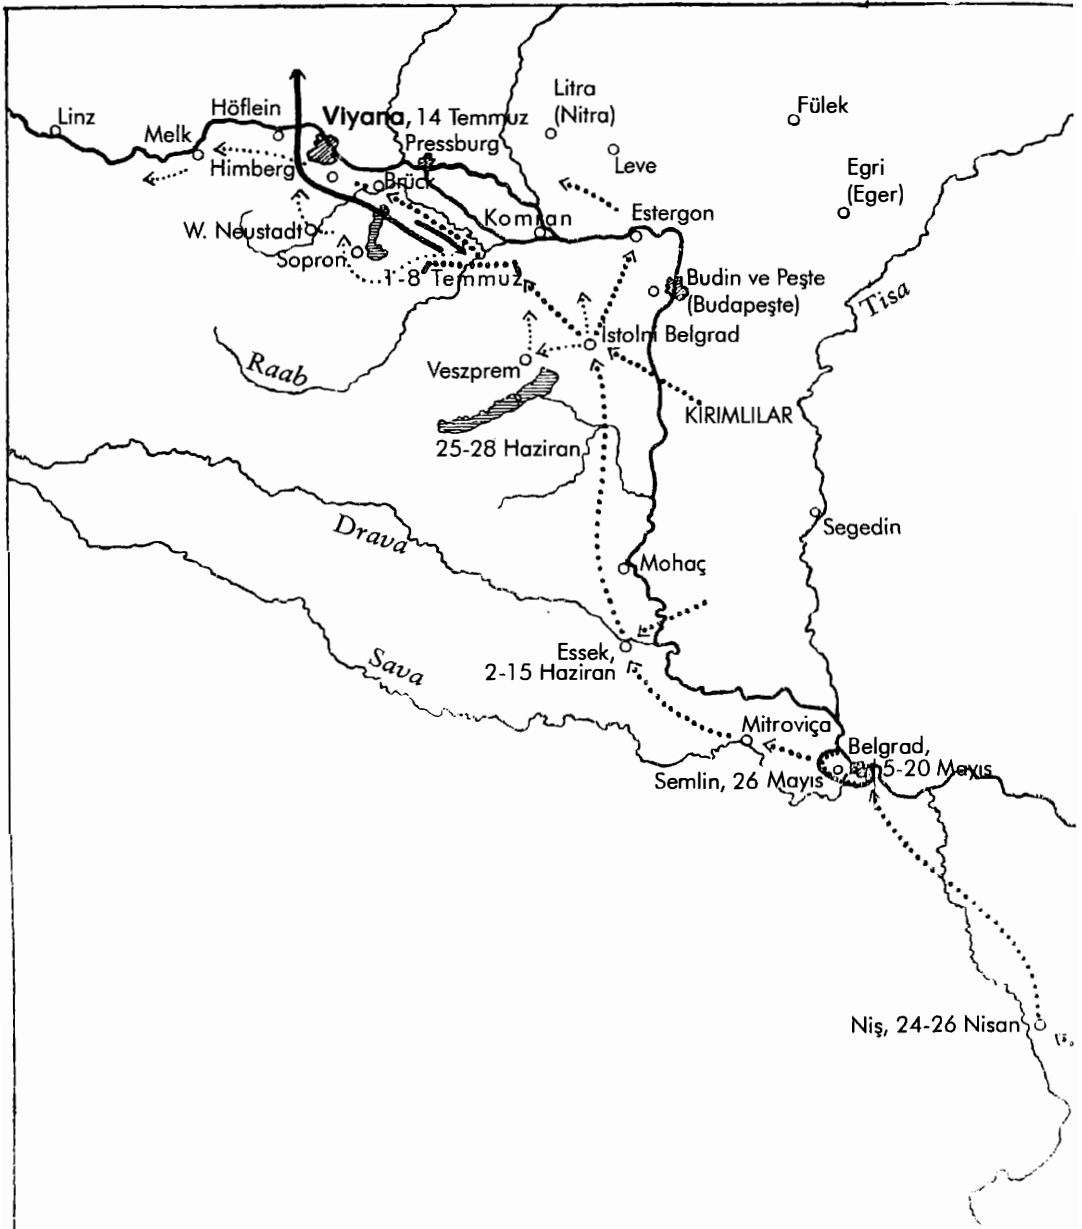 Linz
Höflein
Melk
Viyana, 14 Temmuz
Pressburg
Litra
(Nitra)
Fülek
Himberg
Brück
Leve
Egri
(Eger)
W. Neustadt
Sopron
Komran
Estergon
1-8 Temmuz
Budin ve Peşte
(Budapeşte)
Tisa
Istolni Belgrad
Raab
Veszprem
KIRIMLILAR
25-28 Haziran
Drava
Segedin
Mohaç
Sava
Essek,
2-15 Haziran
Mitroviça
Belgrad,
5-20 Mayıs
Semlin, 26 Mayıs
Niş, 24-26 Nisan